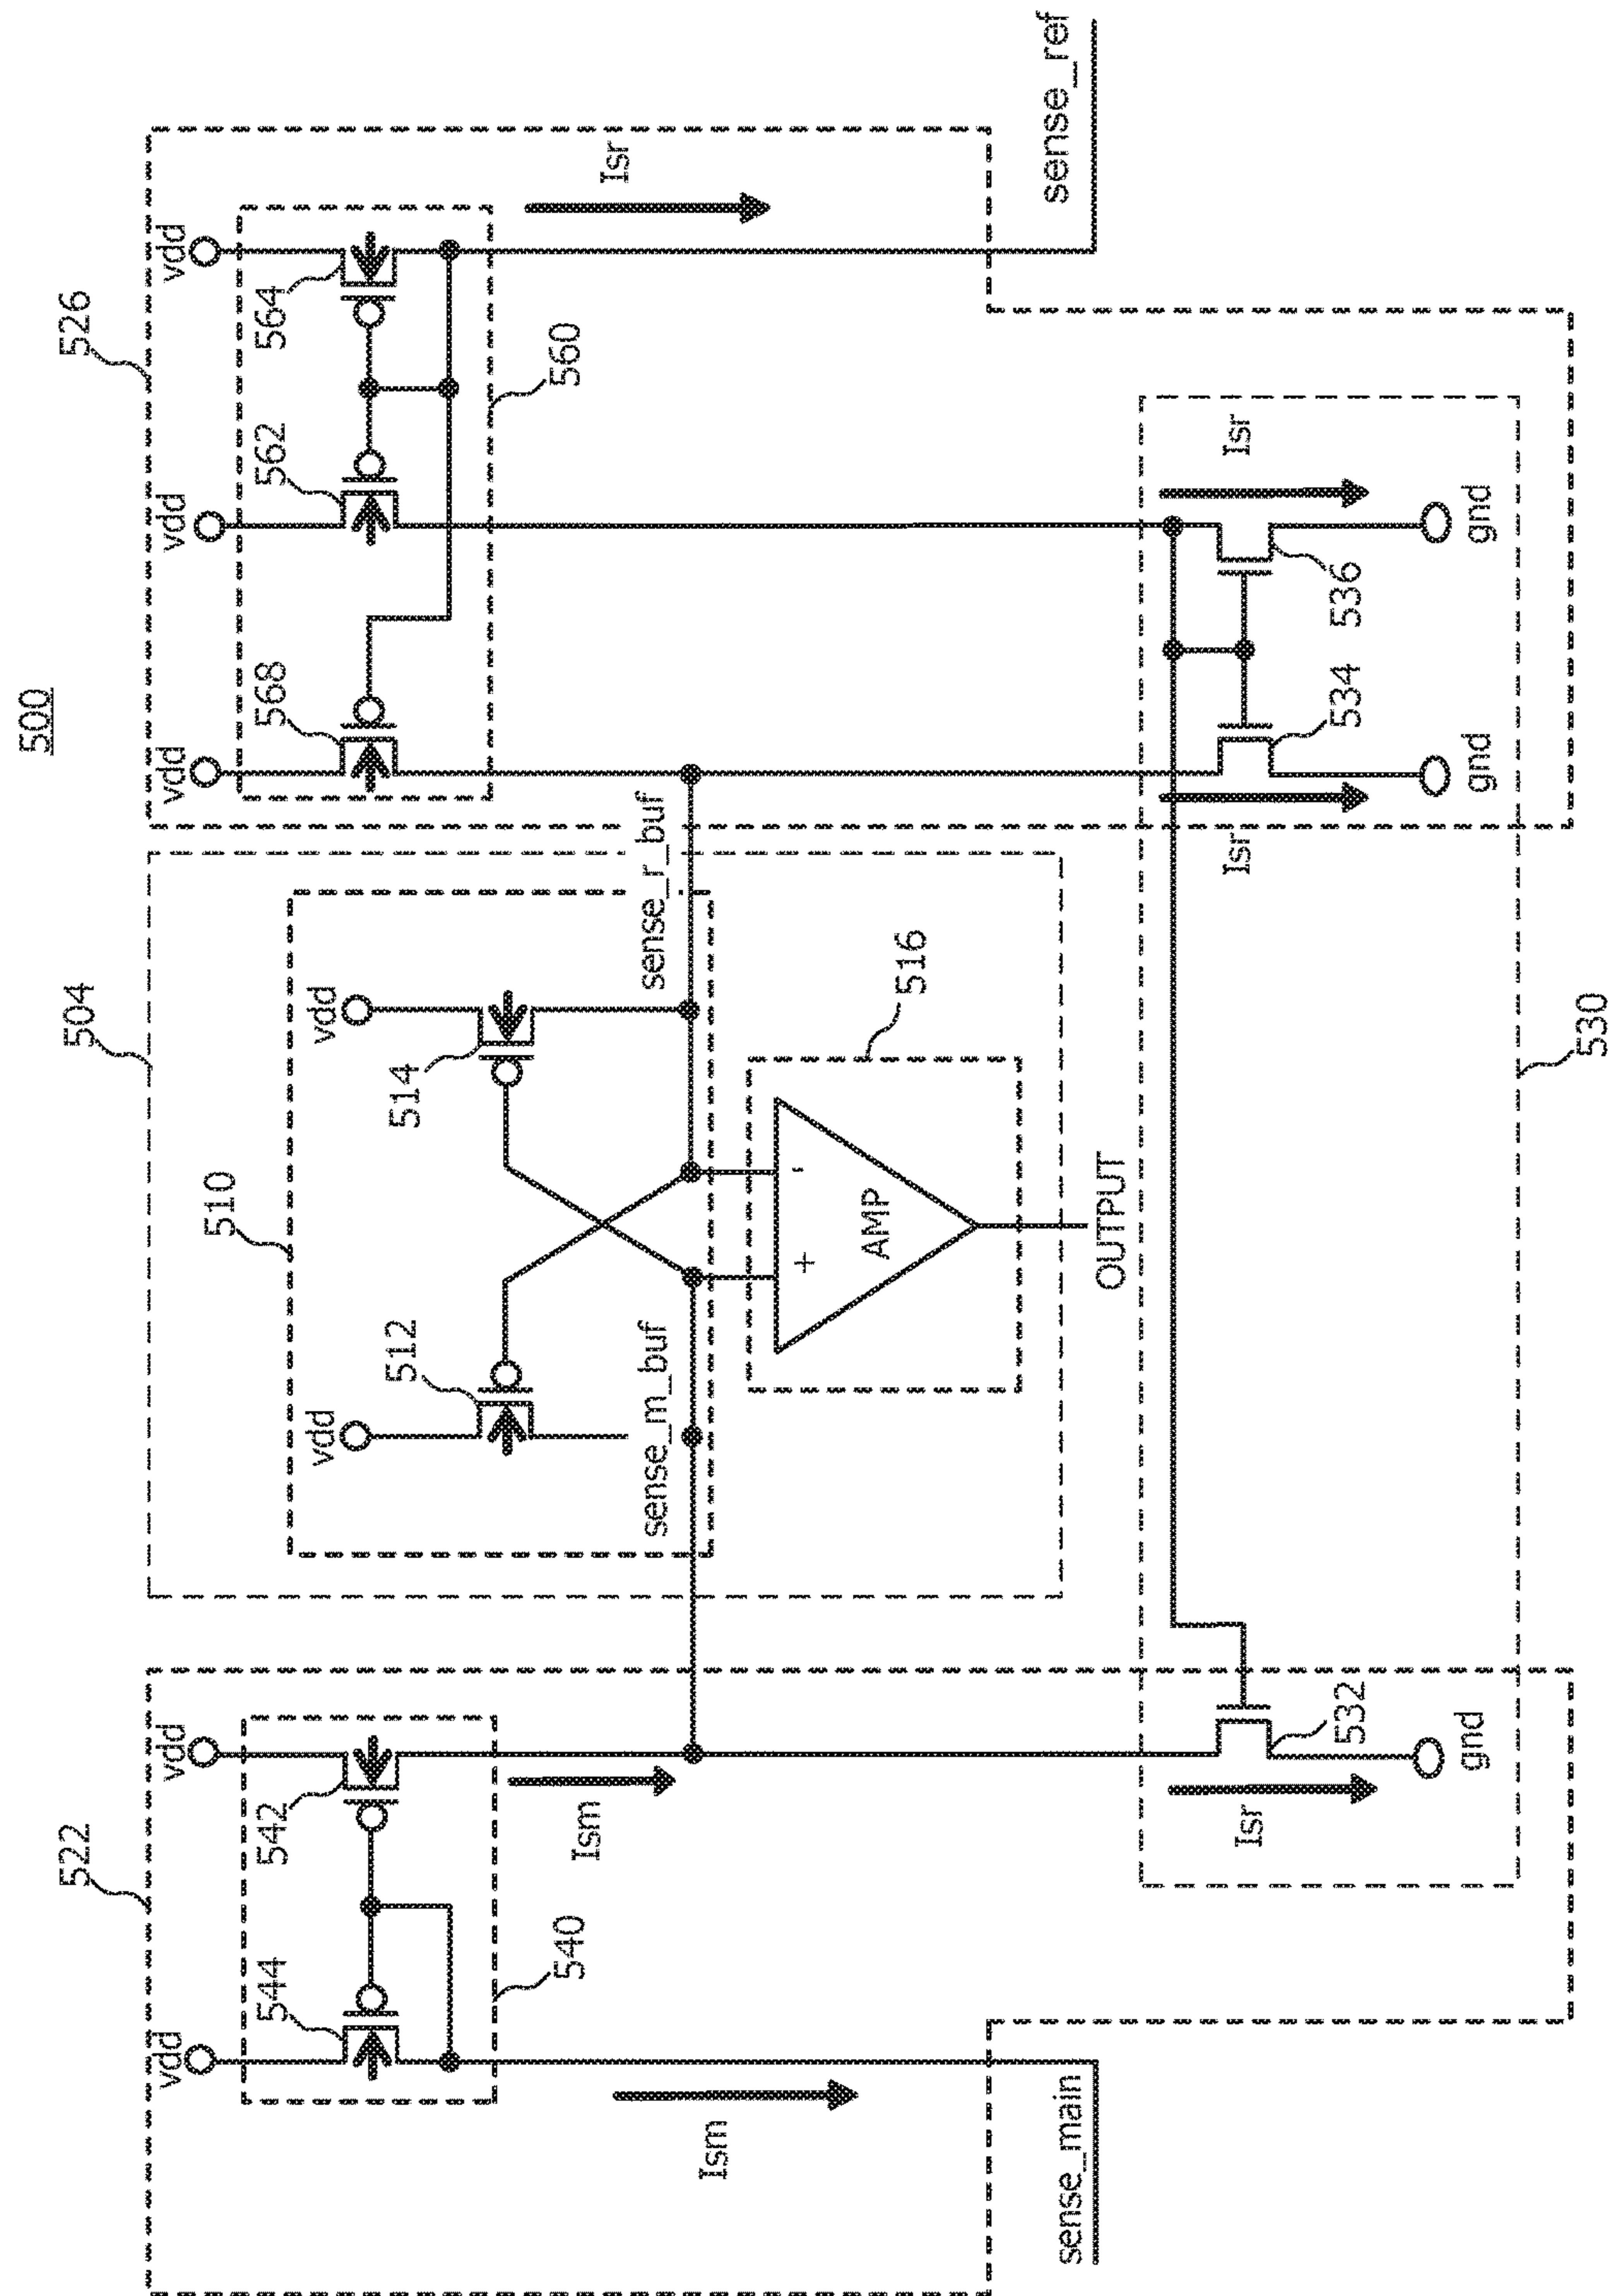 500
522
504
526
vdd
vdd
vdd
vdd
vdd
544
542
568
562
564
510
vdd
vdd
512
514
540
560
Ism
Ism
Isr
sense_m_buf
sense_r_buf
+
-
AMP
516
OUTPUT
sense_main
sense_ref
Isr
Isr
Isr
532
534
536
gnd
gnd
gnd
530